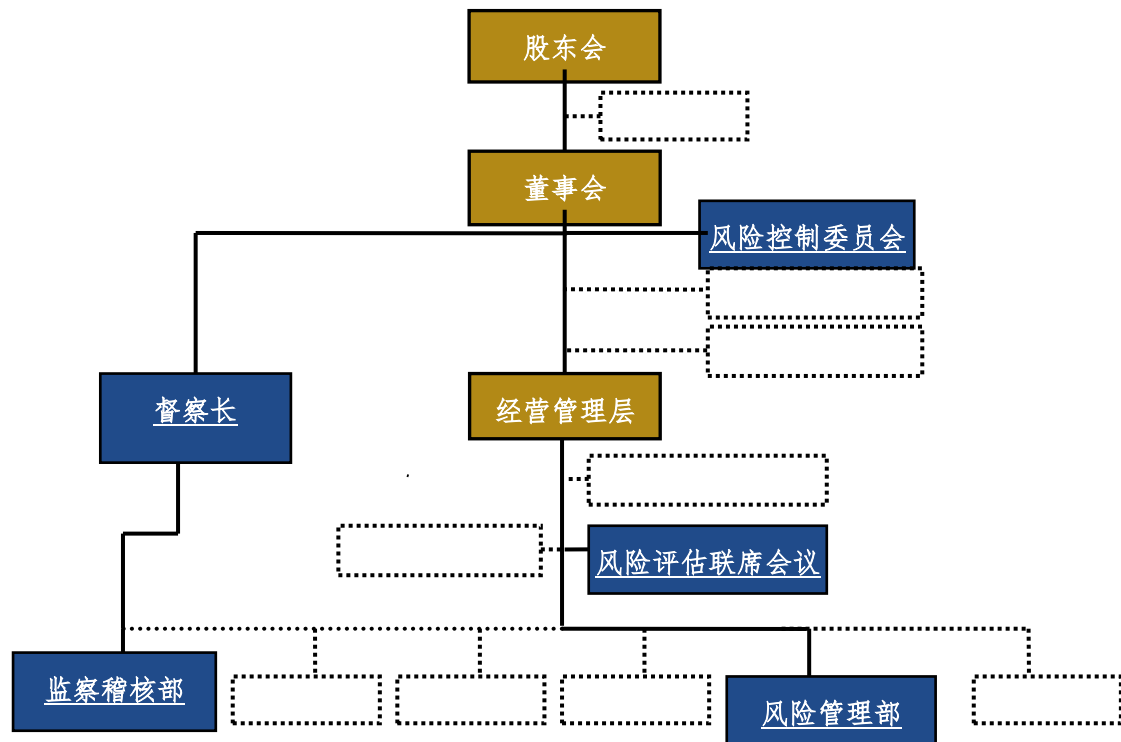 股东会
董事会
风险控制委员会
督察长
经营管理层
风险评估联席会议
监察稽核部
风险管理部